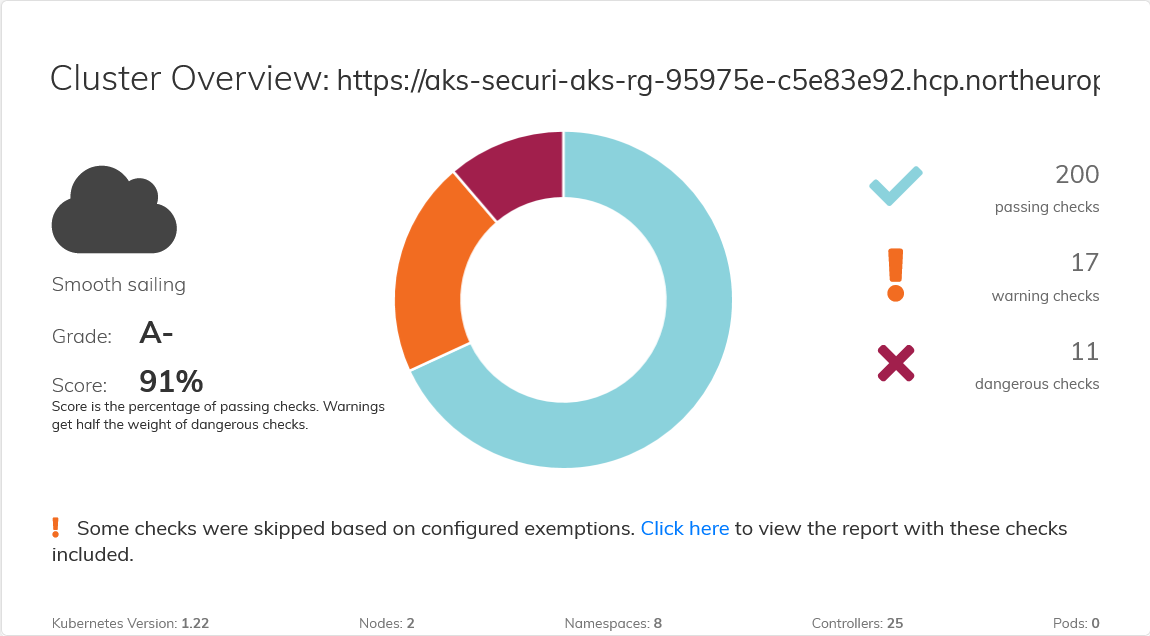 Cluster Overview: https://aks-securi-aks-rg-95975e-c5e83e92.hcp.northeurop
200
passing checks
Smooth sailing
17
warning checks
Grade: A-
11
dangerous checks
Score: 91%
Score is the percentage of passing checks. Warnings
get half the weight of dangerous checks.
Some checks were skipped based on configured exemptions. Click here to view the report with these checks
included.
Kubernetes Version: 1.22 Nodes: 2 Namespaces: 8 Controllers: 25 Pods: 0